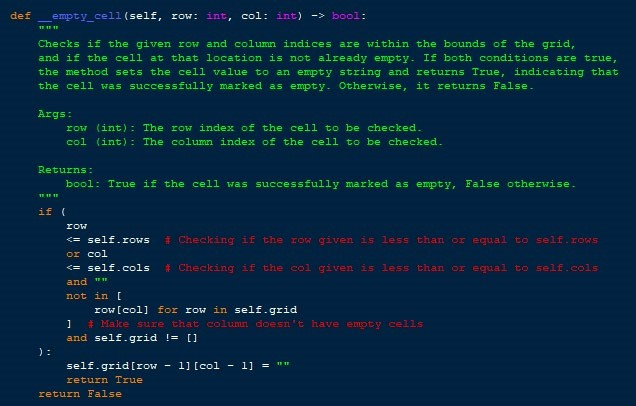 def __empty_cell(self, row: int, col: int) -> bool:
    """
    Checks if the given row and column indices are within the bounds of the grid,
    and if the cell at that location is not already empty. If both conditions are true,
    the method sets the cell value to an empty string and returns True, indicating that
    the cell was successfully marked as empty. Otherwise, it returns False.

    Args:
        row (int): The row index of the cell to be checked.
        col (int): The column index of the cell to be checked.

    Returns:
        bool: True if the cell was successfully marked as empty, False otherwise.
    """
    if (
        row
        <= self.rows  # Checking if the row given is less than or equal to self.rows
        or col
        <= self.cols  # Checking if the col given is less than or equal to self.cols
        and ""
        not in [
            row[col] for row in self.grid
        ]  # Make sure that column doesn't have empty cells
        and self.grid != []
    ):
        self.grid[row - 1][col - 1] = ""
        return True
    return False